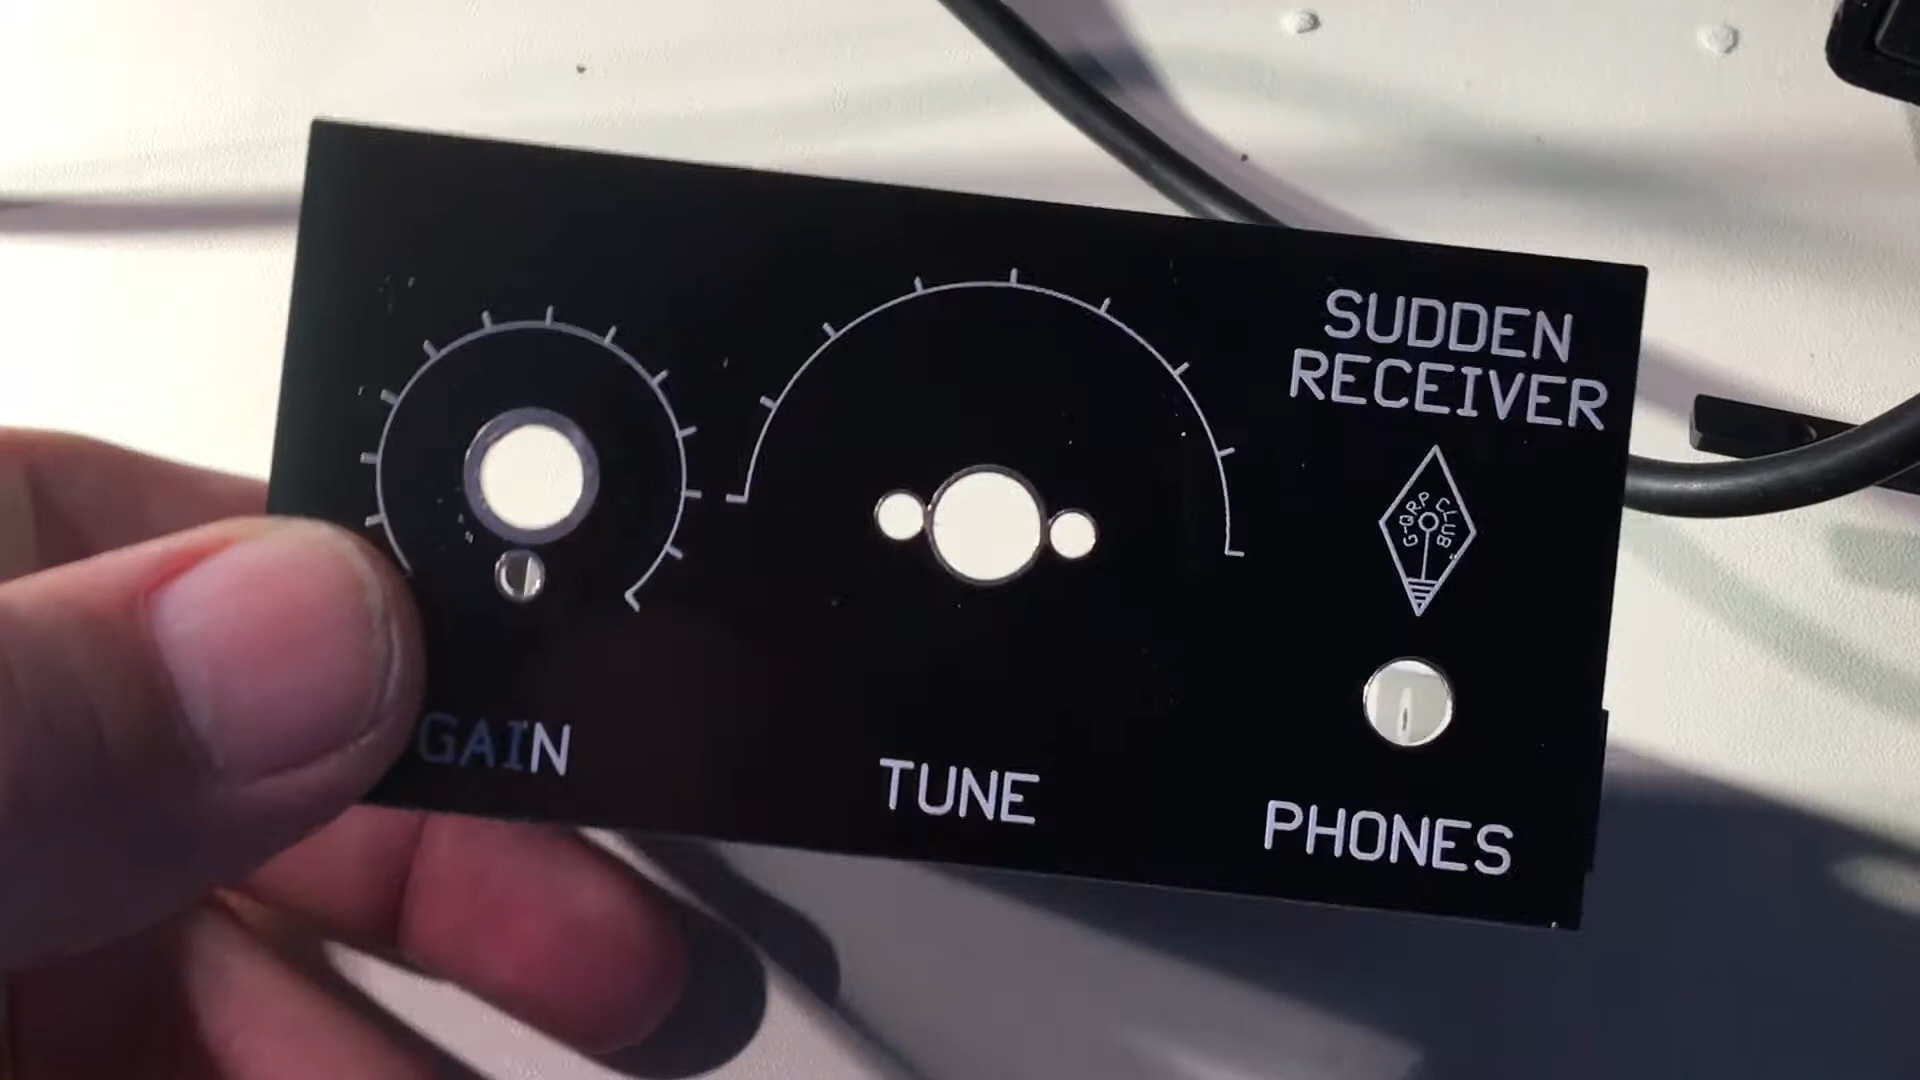 SUDDEN
RECEIVER
G-QRP CLUB
GAIN
TUNE
PHONES